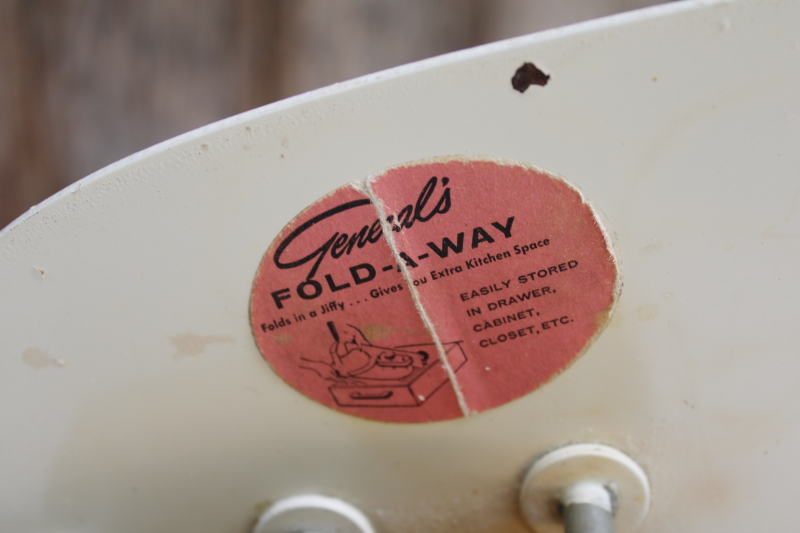 General's
FOLD-A-WAY
Folds in a Jiffy . . . Gives you Extra Kitchen Space
EASILY STORED
IN DRAWER,
CABINET,
CLOSET, ETC.